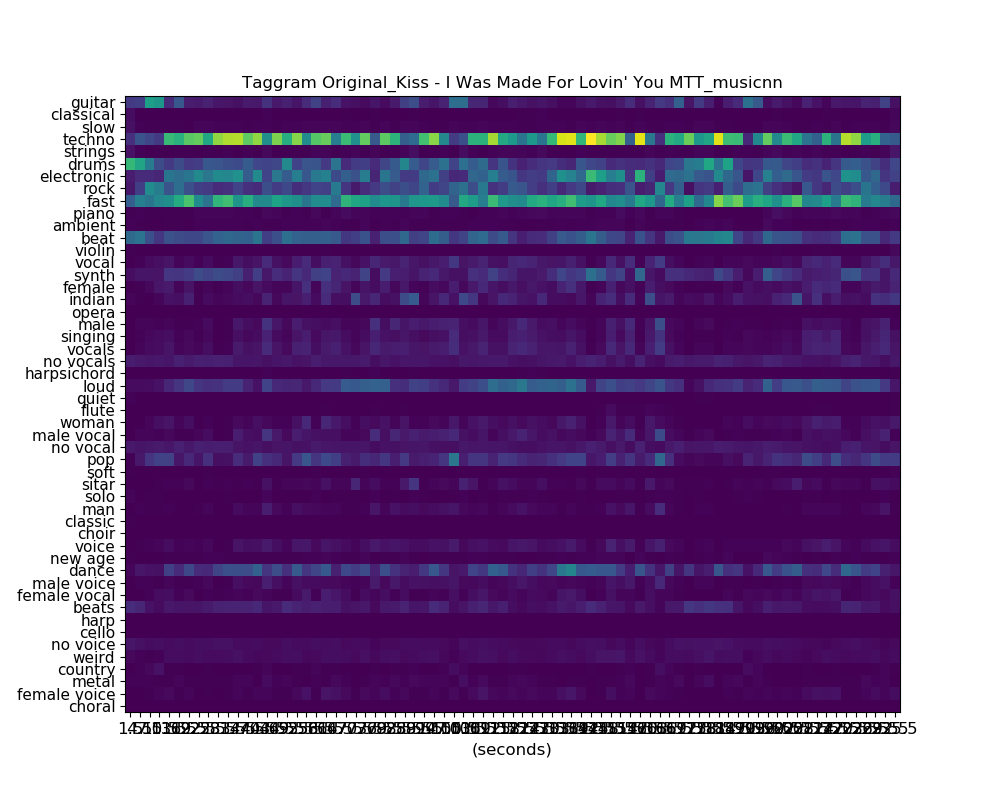 Taggram Original_Kiss - I Was Made For Lovin' You MTT_musicnn
guitar
classical
slow
techno
strings
drums
electronic
rock
fast
piano
ambient
beat
violin
vocal
synth
female
indian
opera
male
singing
vocals
no vocals
harpsichord
loud
quiet
flute
woman
male vocal
no vocal
pop
soft
sitar
solo
man
classic
choir
voice
new age
dance
male voice
female vocal
beats
harp
cello
no voice
weird
country
metal
female voice
choral
(seconds)